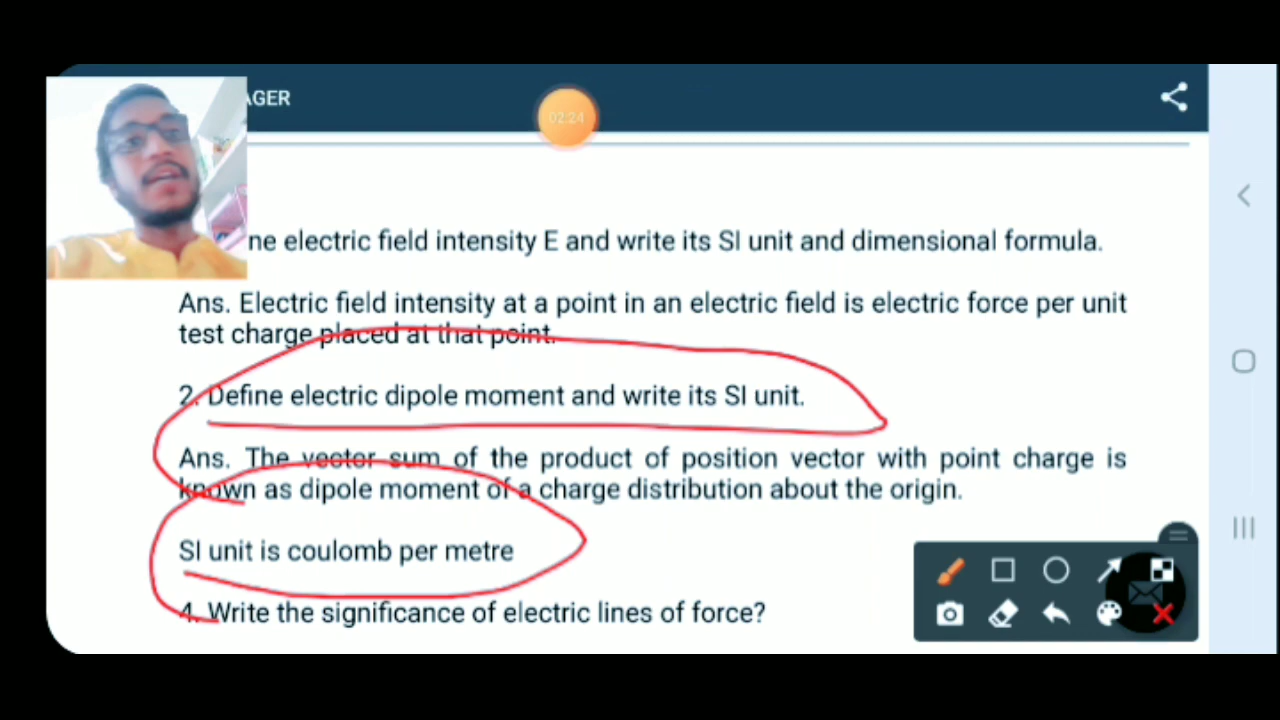 AGER
02:24
ne electric field intensity E and write its SI unit and dimensional formula.
Ans. Electric field intensity at a point in an electric field is electric force per unit
test charge placed at that point.
2. Define electric dipole moment and write its SI unit.
Ans. The vector sum of the product of position vector with point charge is
known as dipole moment of a charge distribution about the origin.
SI unit is coulomb per metre
4. Write the significance of electric lines of force?